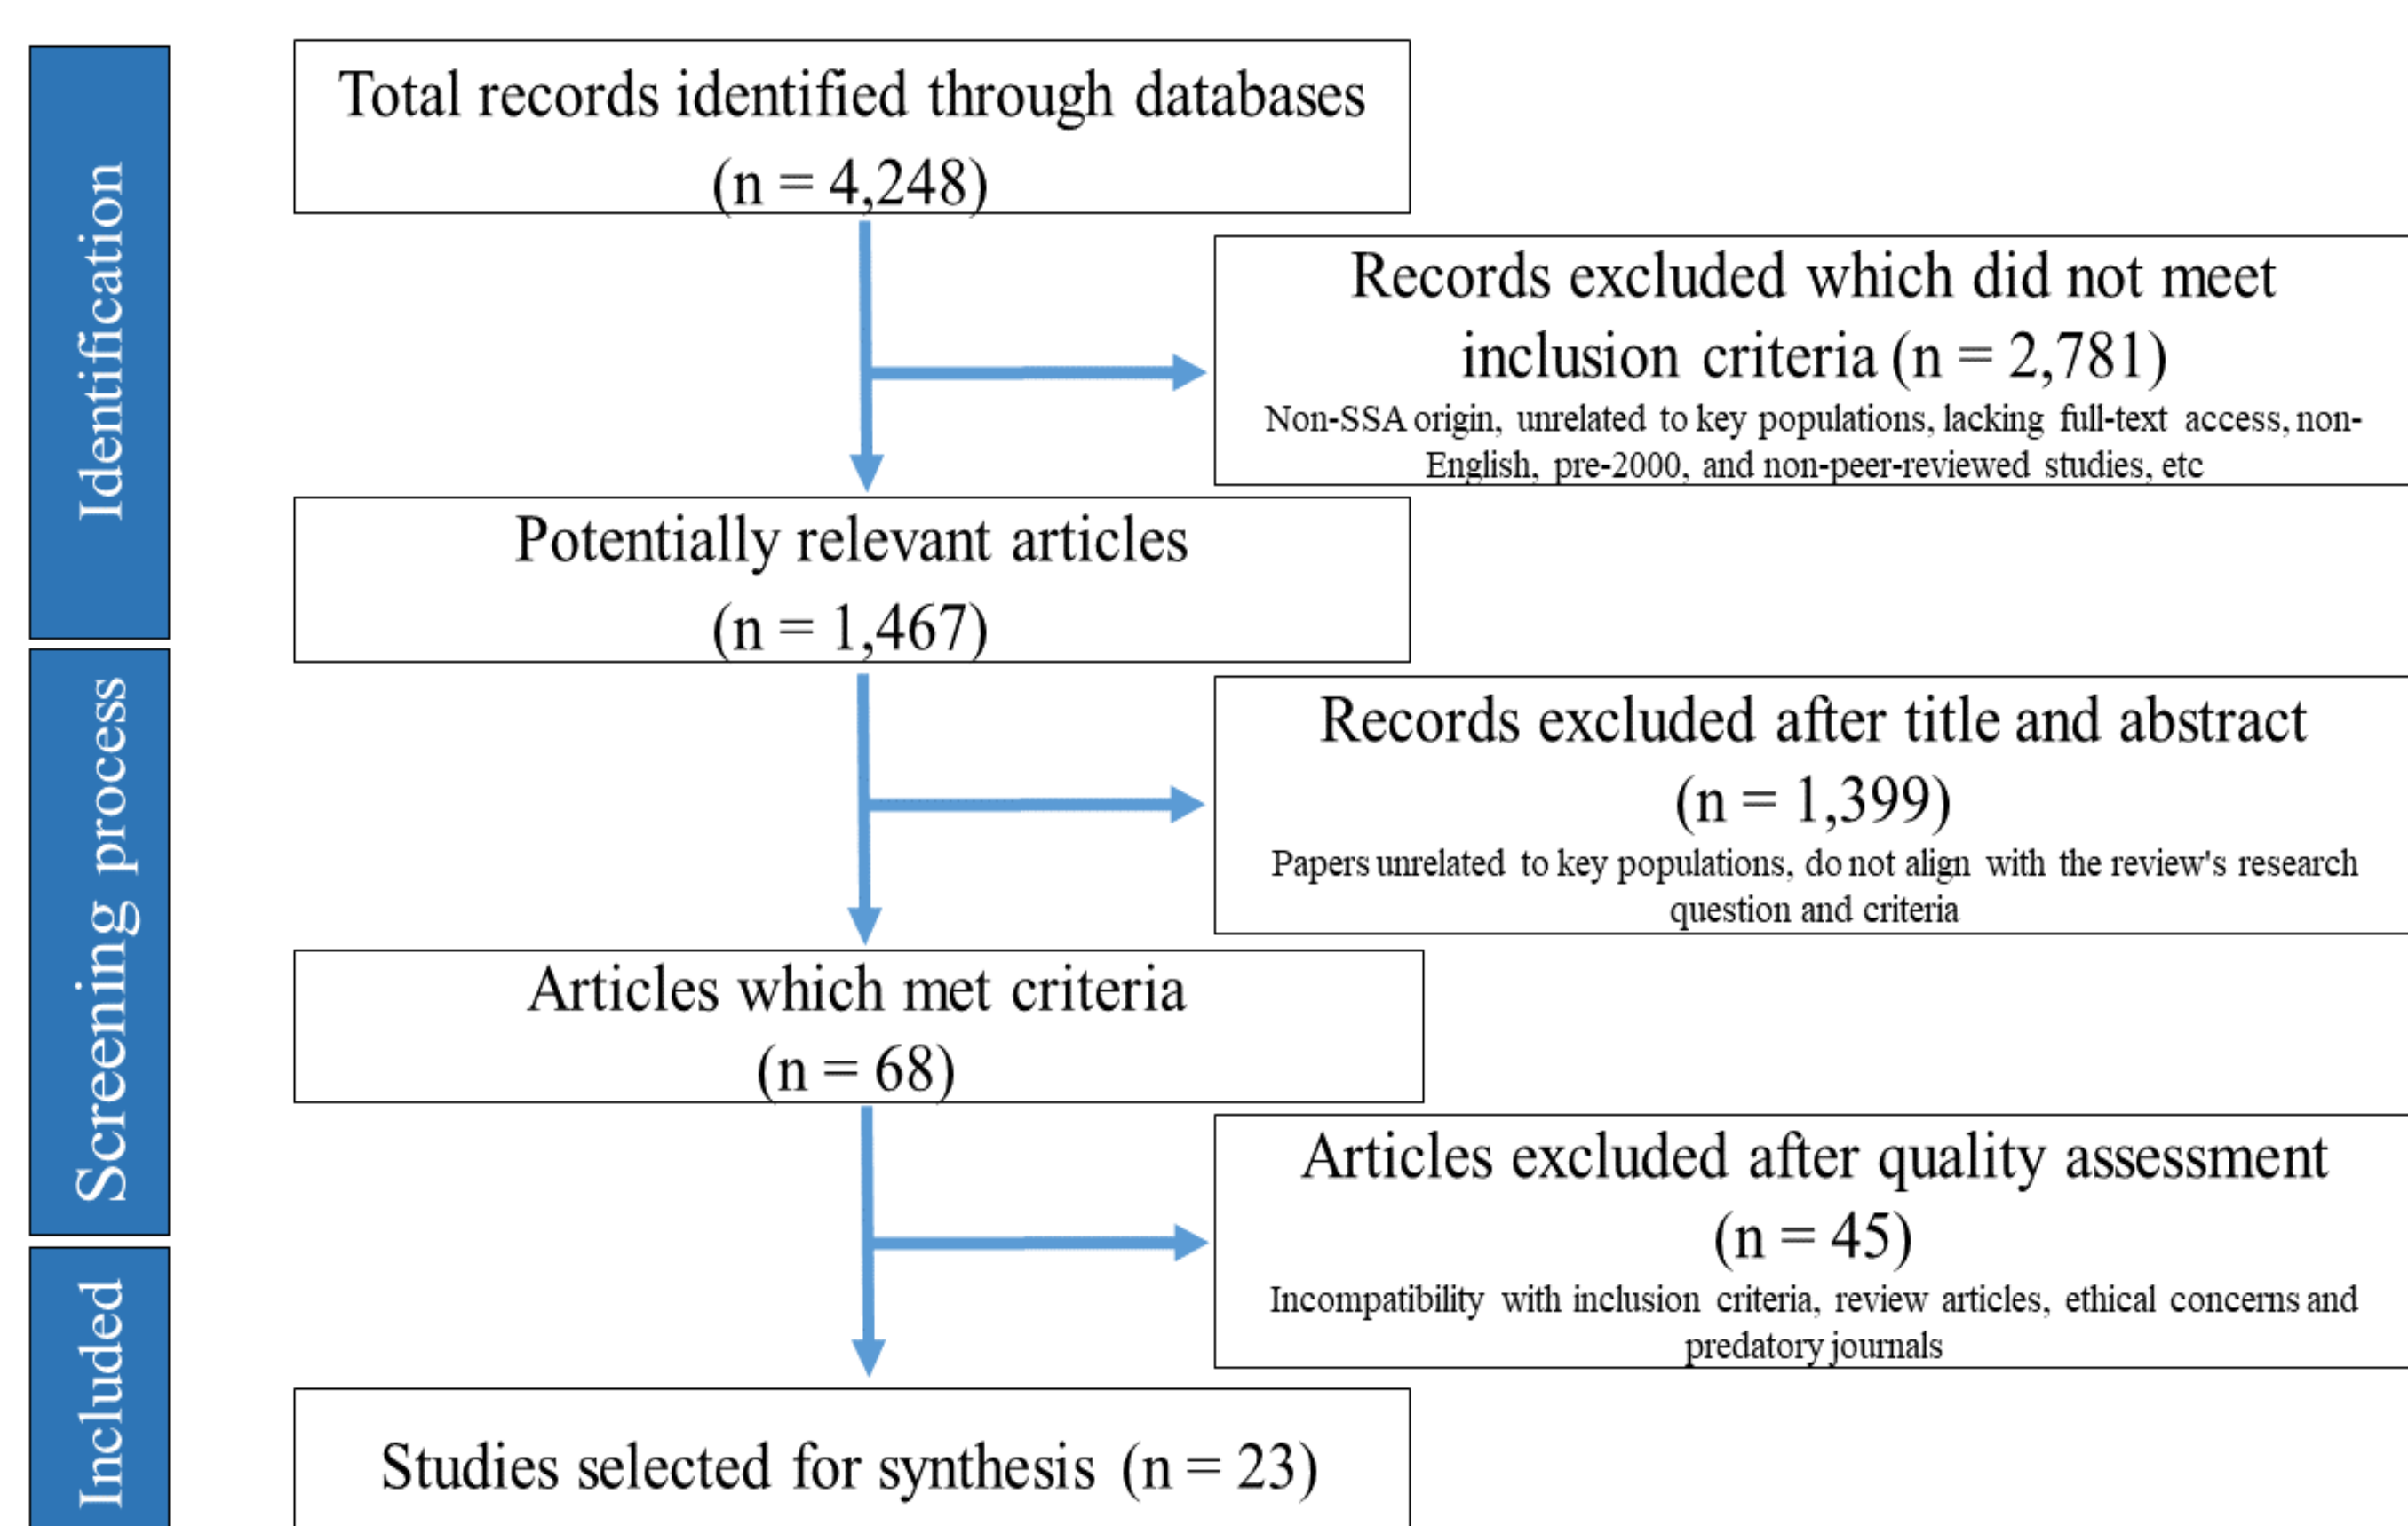 Identification
Total records identified through databases
(n = 4,248)
Records excluded which did not meet
inclusion criteria (n = 2,781)
Non-SSA origin, unrelated to key populations, lacking full-text access, non-
English, pre-2000, and non-peer-reviewed studies, etc
Potentially relevant articles
(n = 1,467)
Screening process
Records excluded after title and abstract
(n = 1,399)
Papers unrelated to key populations, do not align with the review's research
question and criteria
Articles which met criteria
(n = 68)
Articles excluded after quality assessment
(n = 45)
Incompatibility with inclusion criteria, review articles, ethical concerns and
predatory journals
Included
Studies selected for synthesis (n = 23)